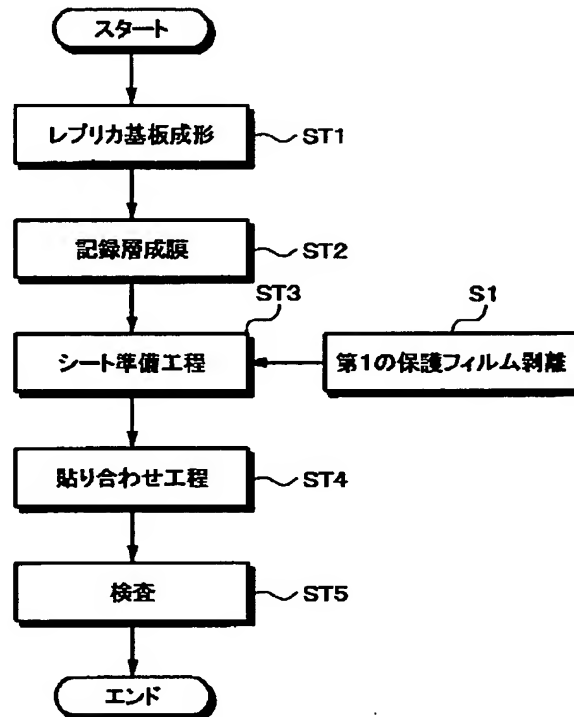 スタート
レプリカ基板成形
ST1
記録層成膜
ST2
ST3
S1
シート準備工程
第1の保護フィルム剥離
貼り合わせ工程
ST4
検査
ST5
エンド